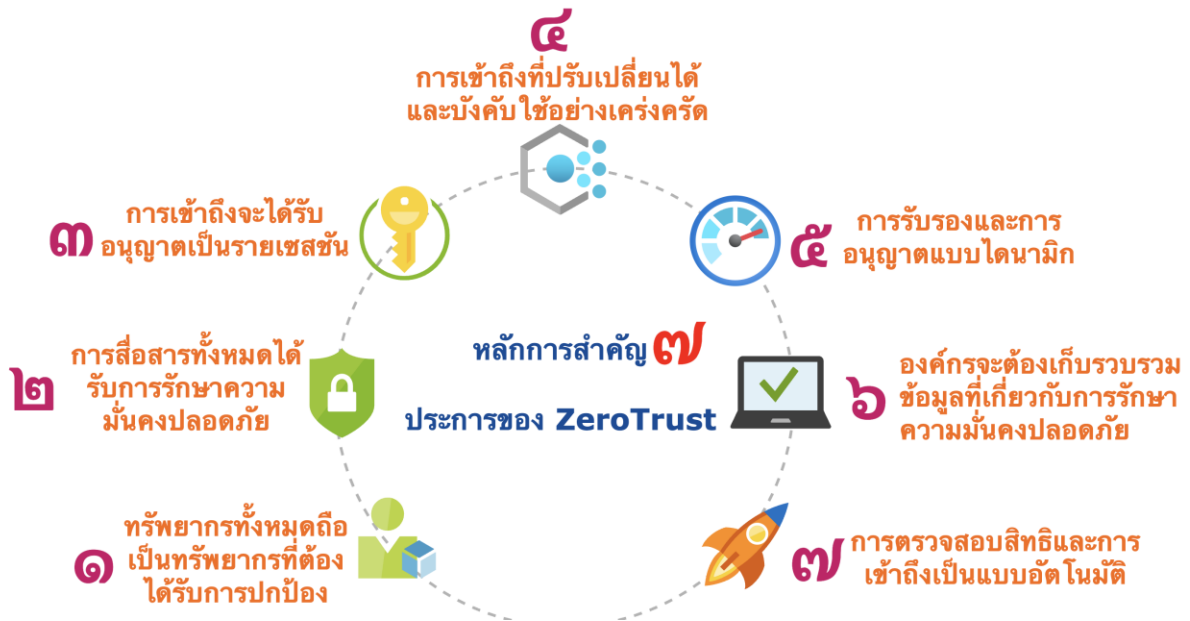 ๔
การเข้าถึงที่ปรับเปลี่ยนได้
และบังคับใช้อย่างเคร่งครัด
๓
การเข้าถึงจะได้รับ
อนุญาตเป็นรายเซสชัน
๕
การรับรองและการ
อนุญาตแบบไดนามิก
หลักการสำคัญ ๗
ประการของ ZeroTrust
๒
การสื่อสารทั้งหมดได้
รับการรักษาความ
มั่นคงปลอดภัย
๖
องค์กรจะต้องเก็บรวบรวม
ข้อมูลที่เกี่ยวกับการรักษา
ความมั่นคงปลอดภัย
๑
ทรัพยากรทั้งหมดถือ
เป็นทรัพยากรที่ต้อง
ได้รับการปกป้อง
๗
การตรวจสอบสิทธิและการ
เข้าถึงเป็นแบบอัตโนมัติ